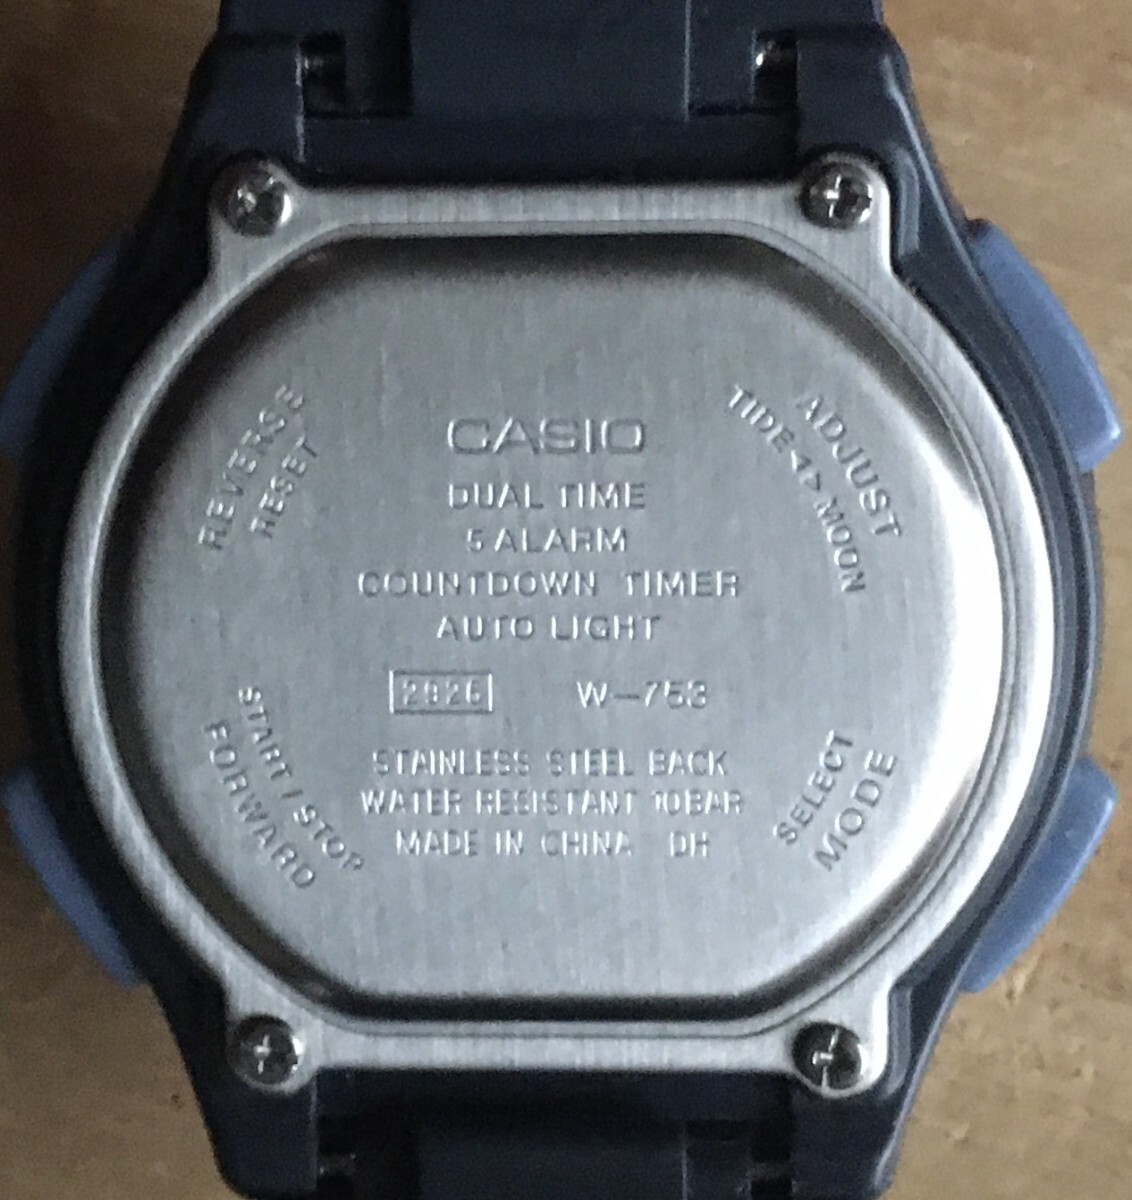 REVERSE
RESET
ADJUST
TIDE ◁▷ MOON
CASIO
DUAL TIME
5 ALARM
COUNTDOWN TIMER
AUTO LIGHT
2926 W-753
STAINLESS STEEL BACK
WATER RESISTANT 10BAR
MADE IN CHINA DH
START / STOP
FORWARD
SELECT
MODE